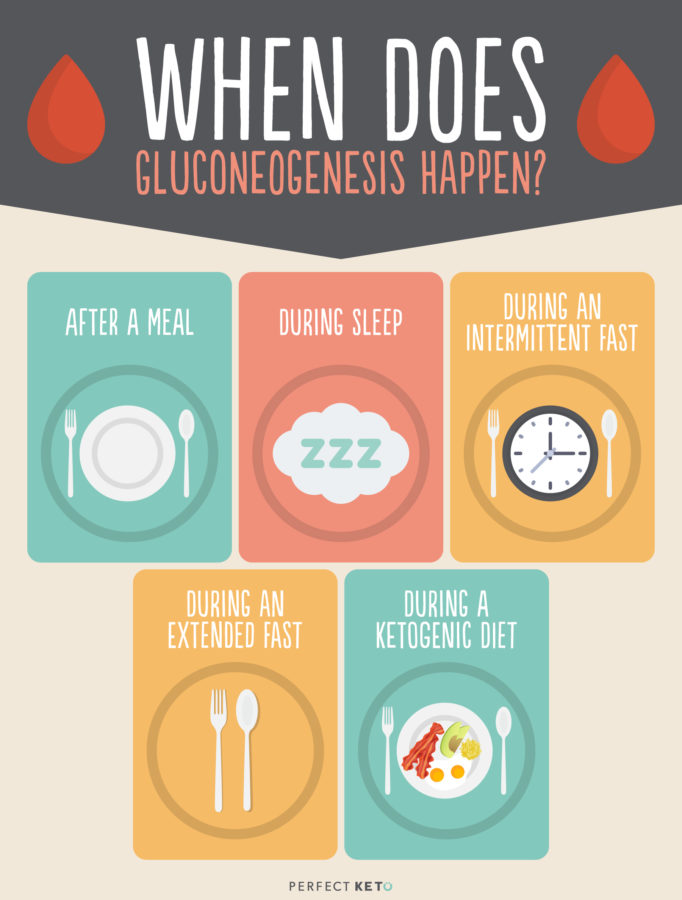 WHEN DOES
GLUCONEOGENESIS HAPPEN?
AFTER A MEAL
DURING SLEEP
DURING AN
INTERMITTENT FAST
ZZZ
DURING AN
EXTENDED FAST
DURING A
KETOGENIC DIET
PERFECT KETO